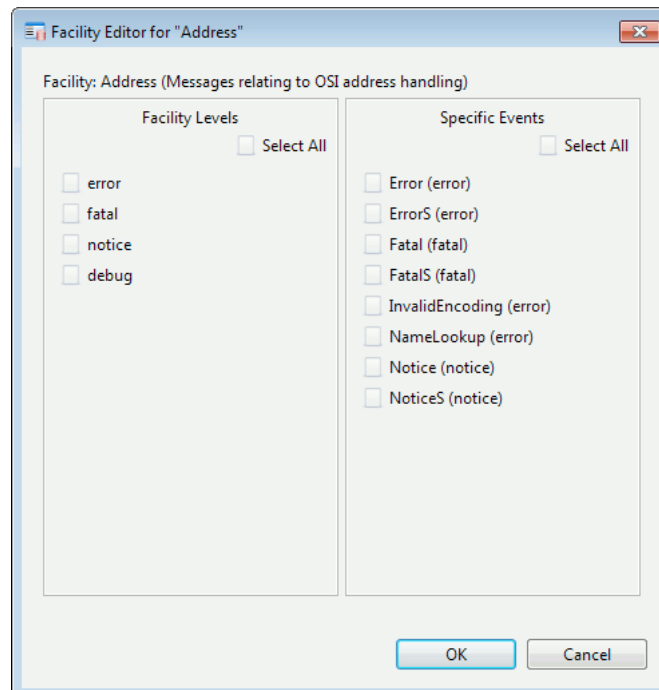 Facility Editor for "Address"
Facility: Address (Messages relating to OSI address handling)
Facility Levels
Select All
error
fatal
notice
debug
Specific Events
Select All
Error (error)
ErrorS (error)
Fatal (fatal)
FatalS (fatal)
InvalidEncoding (error)
NameLookup (error)
Notice (notice)
NoticeS (notice)
OK
Cancel